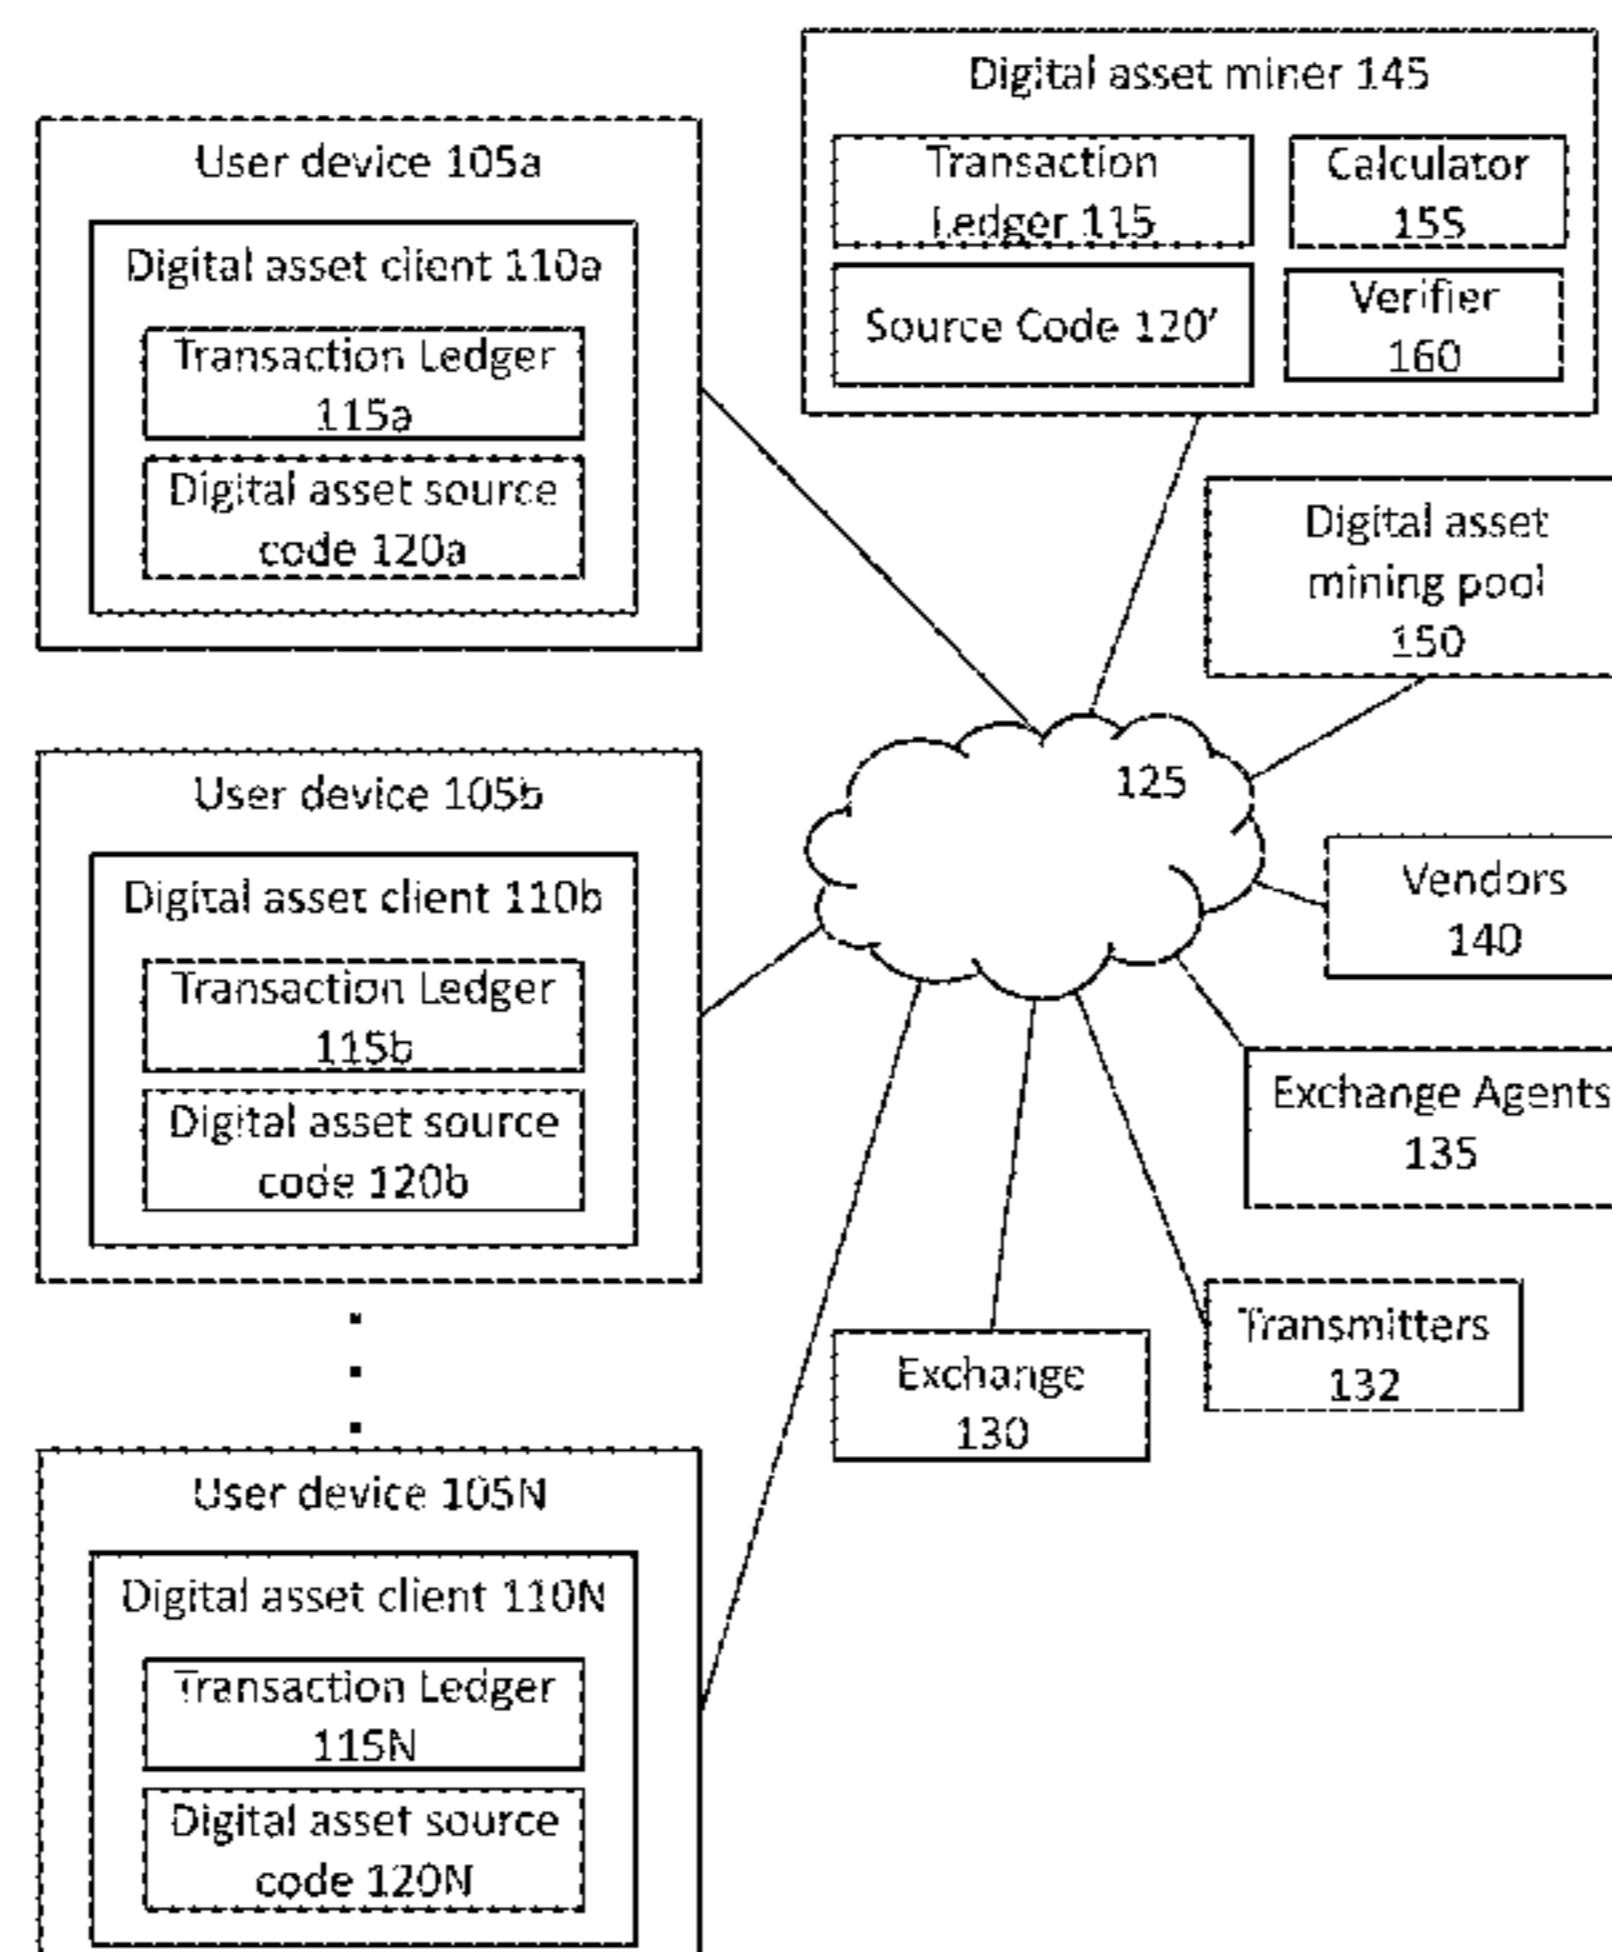 Digital asset miner 145
Transaction
Ledger 115
Calculator
155
Source Code 120′
Verifier
160
User device 105a
Digital asset client 110a
Transaction Ledger
115a
Digital asset source
code 120a
Digital asset
mining pool
150
125
User device 105b
Digital asset client 110b
Transaction Ledger
115b
Digital asset source
code 120b
Vendors
140
Exchange Agents
135
Transmitters
132
Exchange
130
User device 105N
Digital asset client 110N
Transaction Ledger
115N
Digital asset source
code 120N